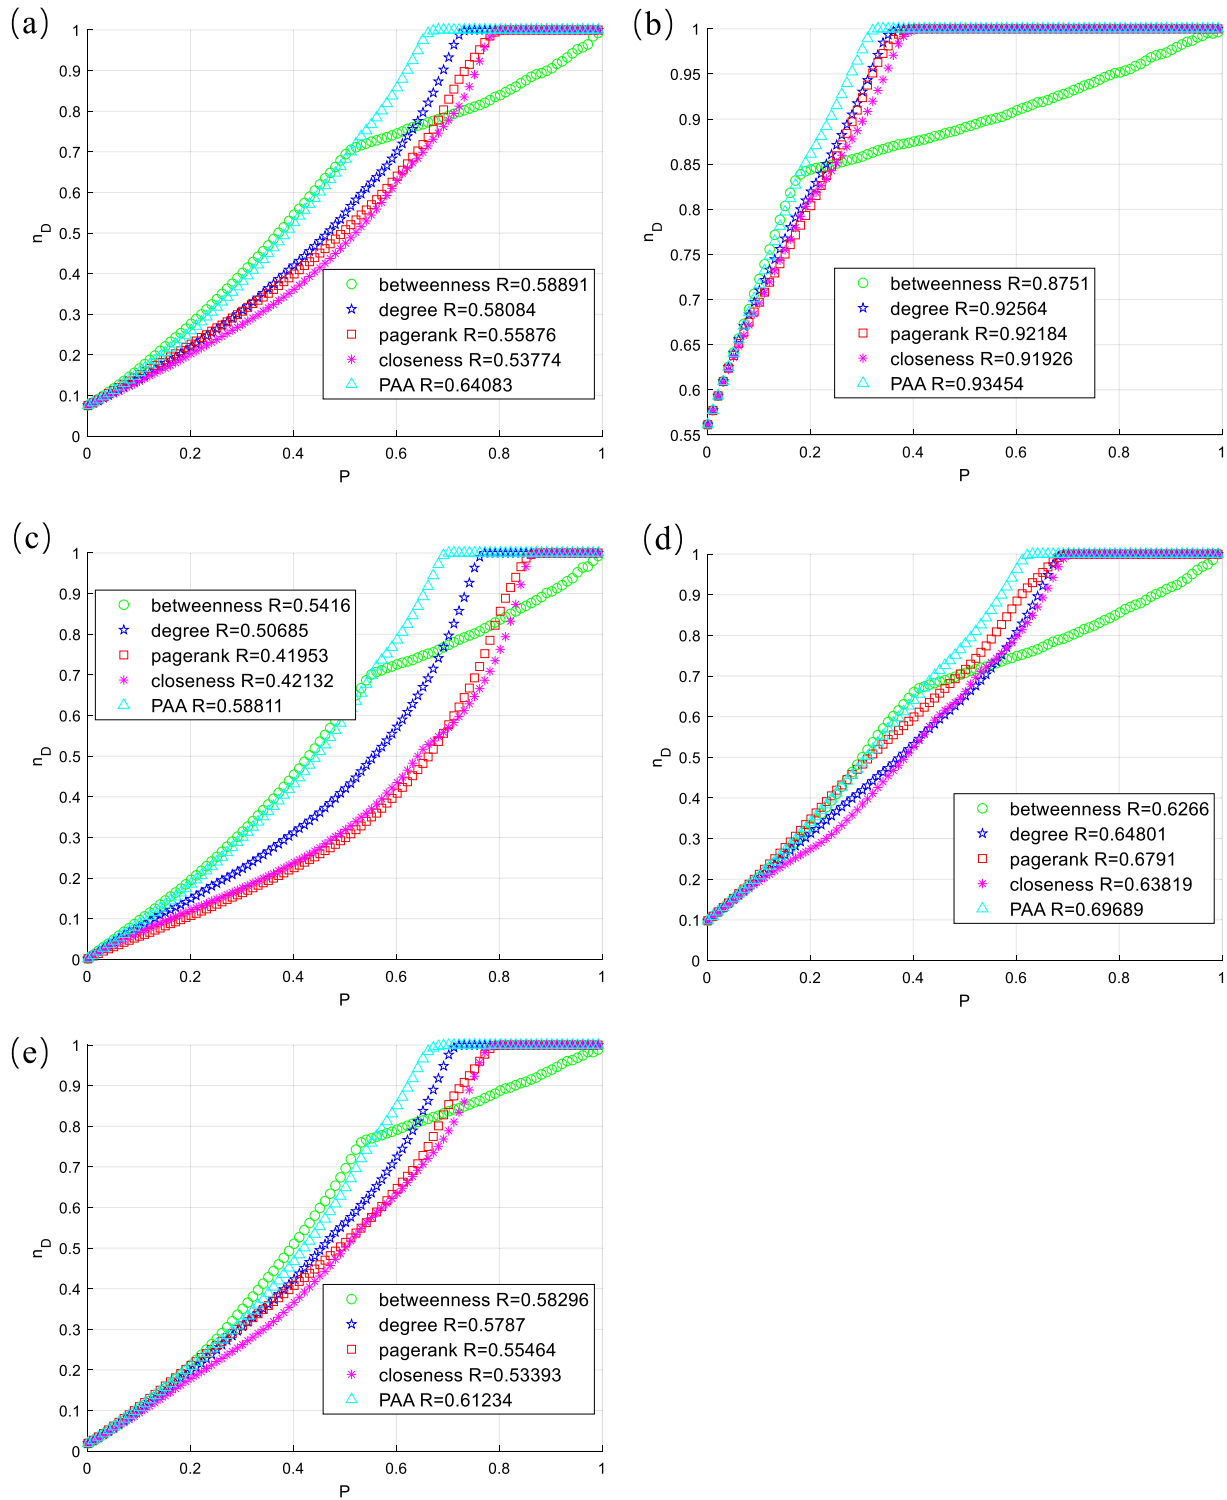 (a)
1
0.9
0.8
0.7
0.6
0.5
0.4
0.3
0.2
0.1
0
n_D
betweenness R=0.58891
degree R=0.58084
pagerank R=0.55876
closeness R=0.53774
PAA R=0.64083
0 0.2 0.4 0.6 0.8 1
P
(b)
1
0.95
0.9
0.85
0.8
0.75
0.7
0.65
0.6
0.55
n_D
betweenness R=0.8751
degree R=0.92564
pagerank R=0.92184
closeness R=0.91926
PAA R=0.93454
0 0.2 0.4 0.6 0.8 1
P
(c)
1
0.9
0.8
0.7
0.6
0.5
0.4
0.3
0.2
0.1
0
n_D
betweenness R=0.5416
degree R=0.50685
pagerank R=0.41953
closeness R=0.42132
PAA R=0.58811
0 0.2 0.4 0.6 0.8 1
P
(d)
1
0.9
0.8
0.7
0.6
0.5
0.4
0.3
0.2
0.1
0
n_D
betweenness R=0.6266
degree R=0.64801
pagerank R=0.6791
closeness R=0.63819
PAA R=0.69689
0 0.2 0.4 0.6 0.8 1
P
(e)
1
0.9
0.8
0.7
0.6
0.5
0.4
0.3
0.2
0.1
0
n_D
betweenness R=0.58296
degree R=0.5787
pagerank R=0.55464
closeness R=0.53393
PAA R=0.61234
0 0.2 0.4 0.6 0.8 1
P